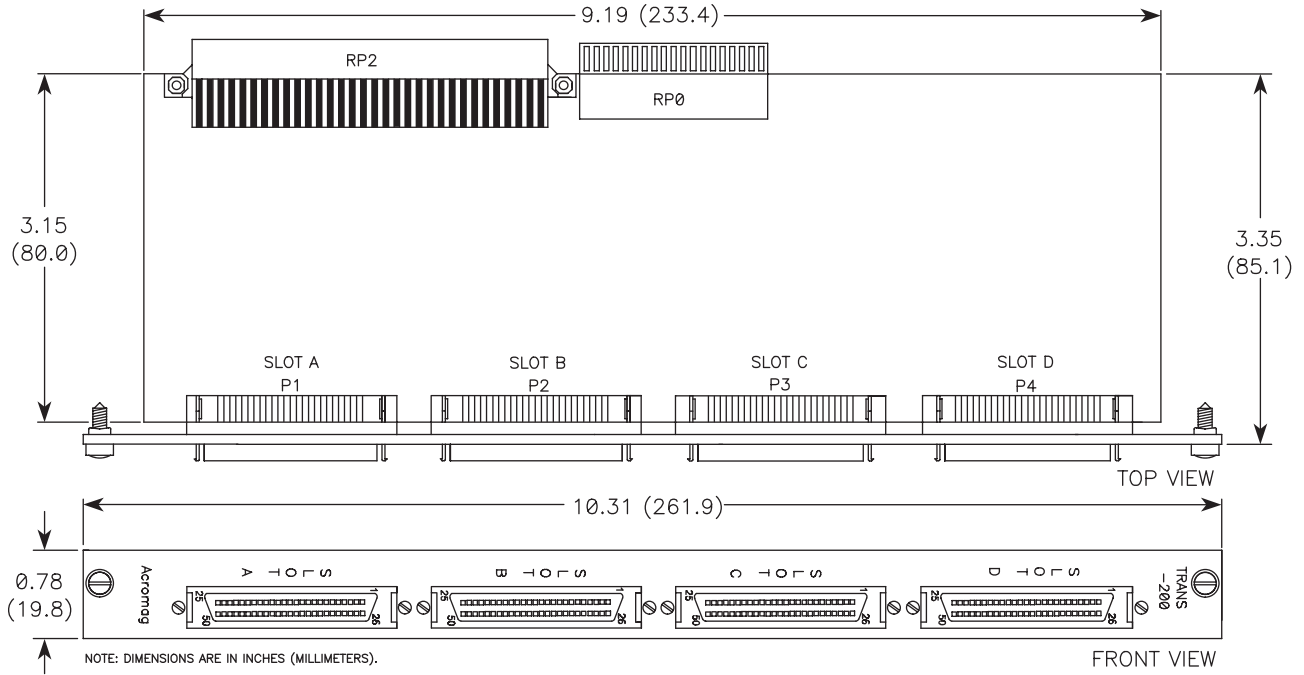 9.19 (233.4)
RP2
RP0
3.15
(80.0)
3.35
(85.1)
SLOT A
P1
SLOT B
P2
SLOT C
P3
SLOT D
P4
TOP VIEW
10.31 (261.9)
0.78
(19.8)
Acromag
SLOT A
25
1
50
26
SLOT B
25
1
50
26
SLOT C
25
1
50
26
SLOT D
25
1
50
26
TRANS
-200
NOTE: DIMENSIONS ARE IN INCHES (MILLIMETERS).
FRONT VIEW